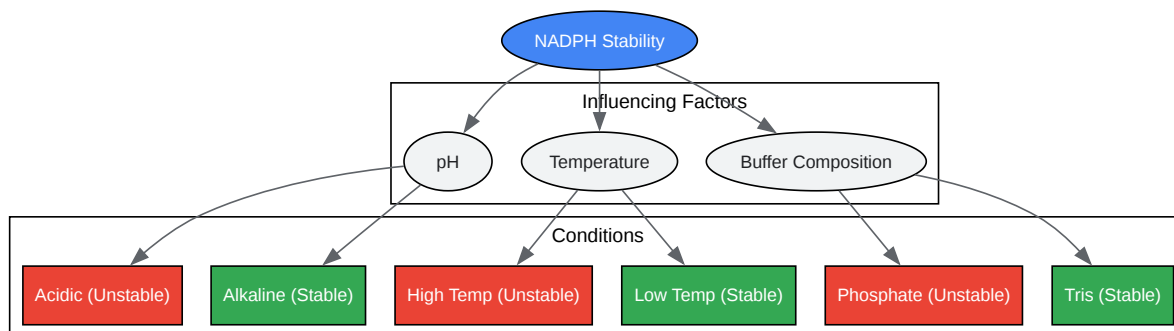 NADPH Stability
Influencing Factors
pH
Temperature
Buffer Composition
Conditions
Acidic (Unstable)
Alkaline (Stable)
High Temp (Unstable)
Low Temp (Stable)
Phosphate (Unstable)
Tris (Stable)